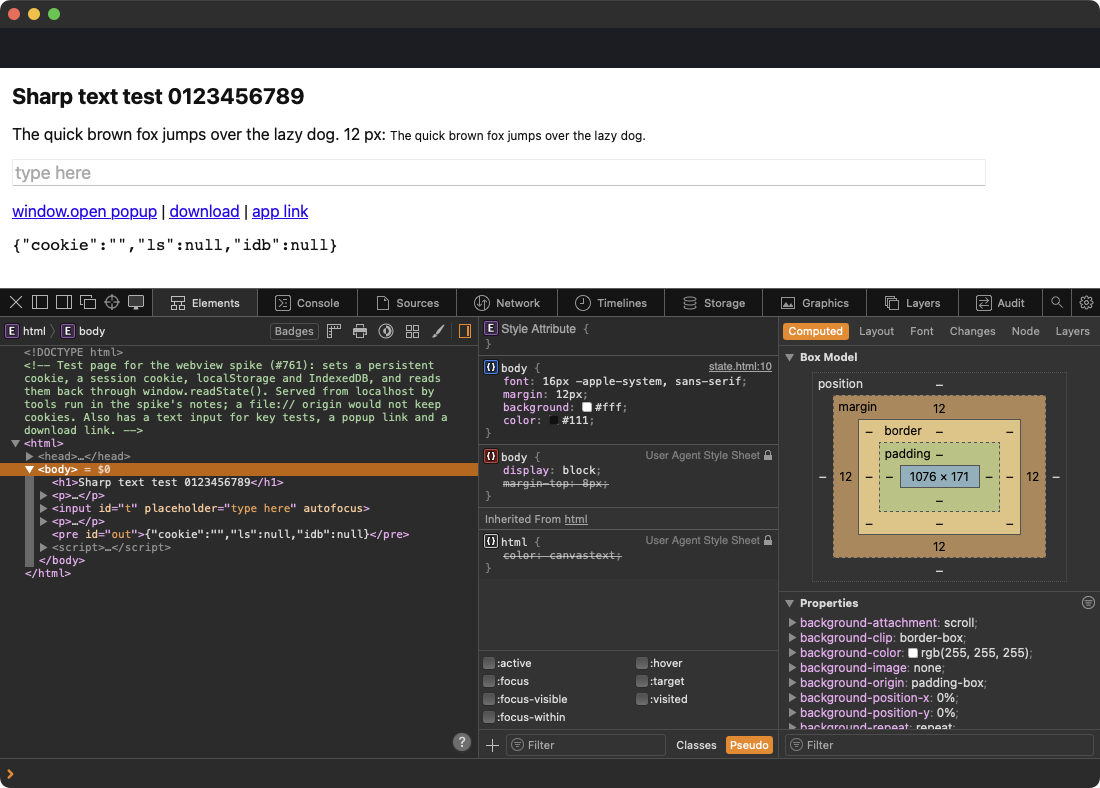 Sharp text test 0123456789
The quick brown fox jumps over the lazy dog. 12 px: The quick brown fox jumps over the lazy dog.
type here
window.open popup | download | app link
{"cookie":"","ls":null,"idb":null}
Elements Console Sources Network Timelines Storage Graphics Layers Audit
E html E body Badges
<!DOCTYPE html>
<!-- Test page for the webview spike (#761): sets a persistent
cookie, a session cookie, localStorage and IndexedDB, and reads
them back through window.readState(). Served from localhost by
tools run in the spike's notes; a file:// origin would not keep
cookies. Also has a text input for key tests, a popup link and a
download link. -->
<html>
<head>…</head>
<body> = $0
<h1>Sharp text test 0123456789</h1>
<p>…</p>
<input id="t" placeholder="type here" autofocus>
<p>…</p>
<pre id="out">{"cookie":"","ls":null,"idb":null}</pre>
<script>…</script>
</body>
</html>
?
E Style Attribute {
}
{} body { state.html:10
font: 16px -apple-system, sans-serif;
margin: 12px;
background: #fff;
color: #111;
}
{} body { User Agent Style Sheet
display: block;
margin-top: 8px;
}
Inherited From html
{} html { User Agent Style Sheet
color: canvastext;
}
:active :hover
:focus :target
:focus-visible :visited
:focus-within
Filter Classes Pseudo
Computed Layout Font Changes Node Layers
Box Model
position –
margin 12
– border – –
padding –
– 12 – – 1076 × 171 – – 12 –
–
– – –
12
–
Properties
background-attachment: scroll;
background-clip: border-box;
background-color: rgb(255, 255, 255);
background-image: none;
background-origin: padding-box;
background-position-x: 0%;
background-position-y: 0%;
background-repeat: repeat;
Filter